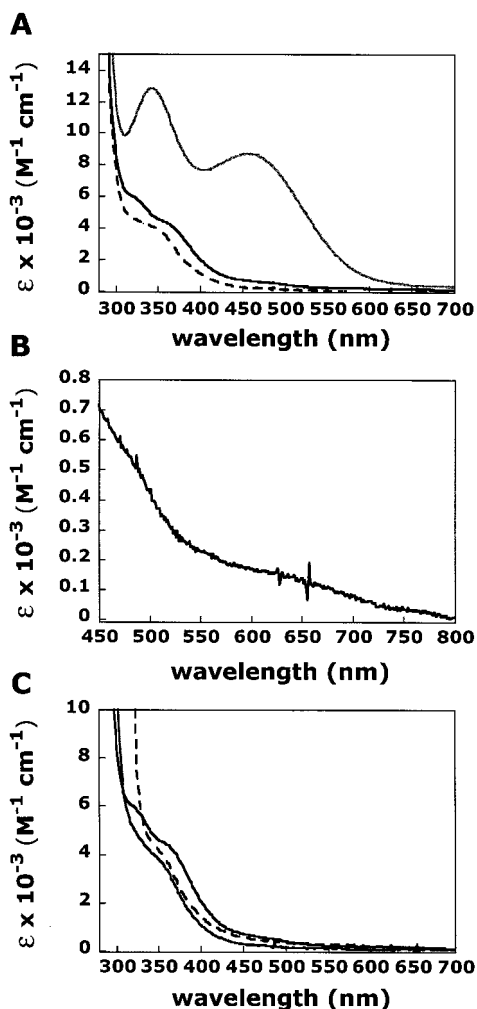 A
14
12
10
8
6
4
2
0
ε x 10⁻³ (M⁻¹ cm⁻¹)
300 350 400 450 500 550 600 650 700
wavelength (nm)
B
0.8
0.7
0.6
0.5
0.4
0.3
0.2
0.1
0
ε x 10⁻³ (M⁻¹ cm⁻¹)
450 500 550 600 650 700 750 800
wavelength (nm)
C
10
8
6
4
2
0
ε x 10⁻³ (M⁻¹ cm⁻¹)
300 350 400 450 500 550 600 650 700
wavelength (nm)